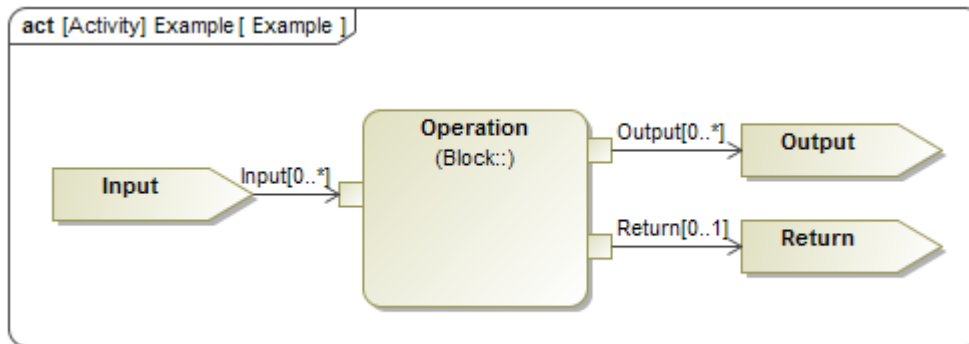 act [Activity] Example [ Example ]
Operation
(Block::)
Input
Input[0..*]
Output[0..*]
Output
Return[0..1]
Return